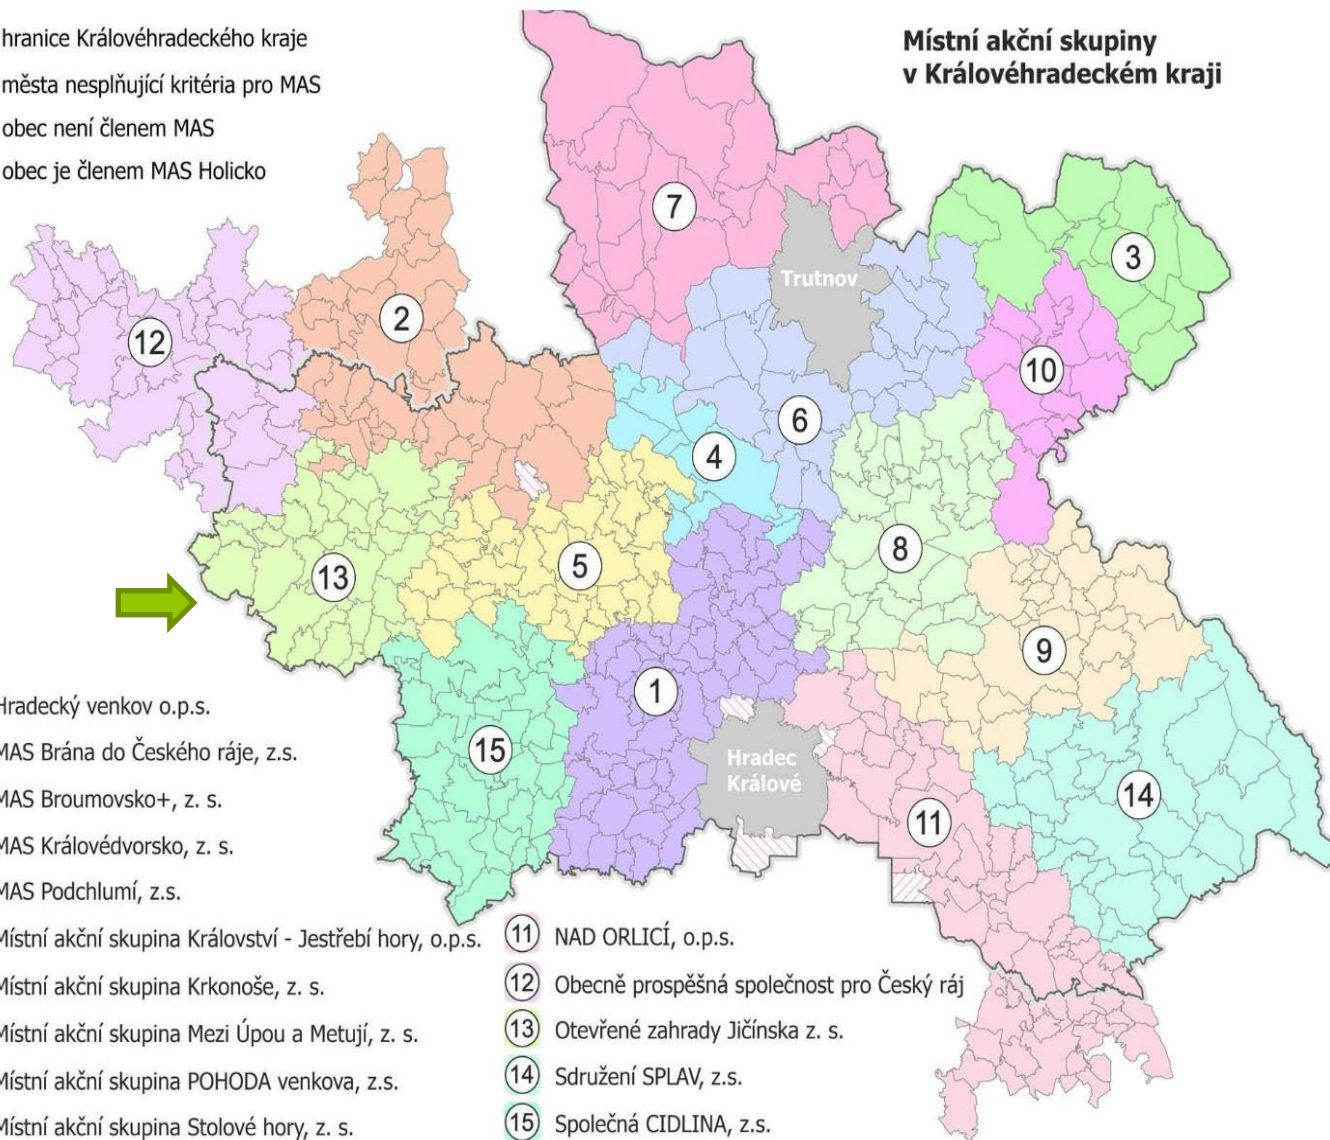 hranice Královéhradeckého kraje
města nesplňující kritéria pro MAS
obec není členem MAS
obec je členem MAS Holicko
Místní akční skupiny
v Královéhradeckém kraji
7
3
Trutnov
2
12
10
6
4
8
5
13
9
1
15
Hradec
Králové
14
11
Hradecký venkov o.p.s.
MAS Brána do Českého ráje, z.s.
MAS Broumovsko+, z. s.
MAS Královédvorsko, z. s.
MAS Podchlumí, z.s.
Místní akční skupina Království - Jestřebí hory, o.p.s.
Místní akční skupina Krkonoše, z. s.
Místní akční skupina Mezi Úpou a Metují, z. s.
Místní akční skupina POHODA venkova, z.s.
Místní akční skupina Stolové hory, z. s.
11 NAD ORLICÍ, o.p.s.
12 Obecně prospěšná společnost pro Český ráj
13 Otevřené zahrady Jičínska z. s.
14 Sdružení SPLAV, z.s.
15 Společná CIDLINA, z.s.